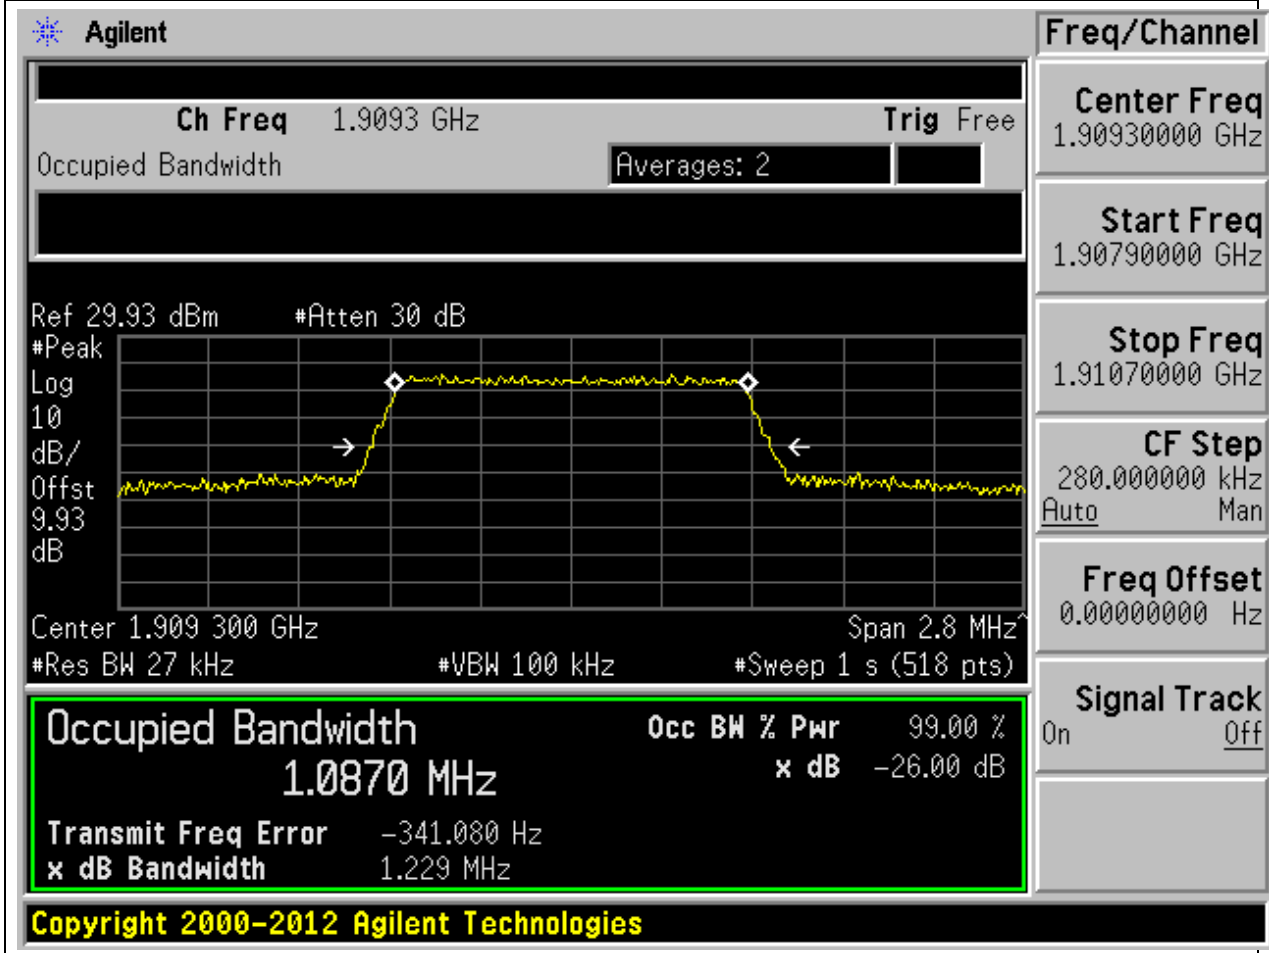 Agilent
Freq/Channel
Ch Freq 1.9093 GHz Trig Free
Occupied Bandwidth Averages: 2
Center Freq
1.90930000 GHz
Start Freq
1.90790000 GHz
Stop Freq
1.91070000 GHz
CF Step
280.000000 kHz
Auto Man
Freq Offset
0.00000000 Hz
Signal Track
On Off
Ref 29.93 dBm #Atten 30 dB
#Peak
Log
10
dB/
Offst
9.93
dB
Center 1.909 300 GHz Span 2.8 MHz^
#Res BW 27 kHz #VBW 100 kHz #Sweep 1 s (518 pts)
Occupied Bandwidth Occ BW % Pwr 99.00 %
1.0870 MHz x dB -26.00 dB
Transmit Freq Error -341.080 Hz
x dB Bandwidth 1.229 MHz
Copyright 2000-2012 Agilent Technologies